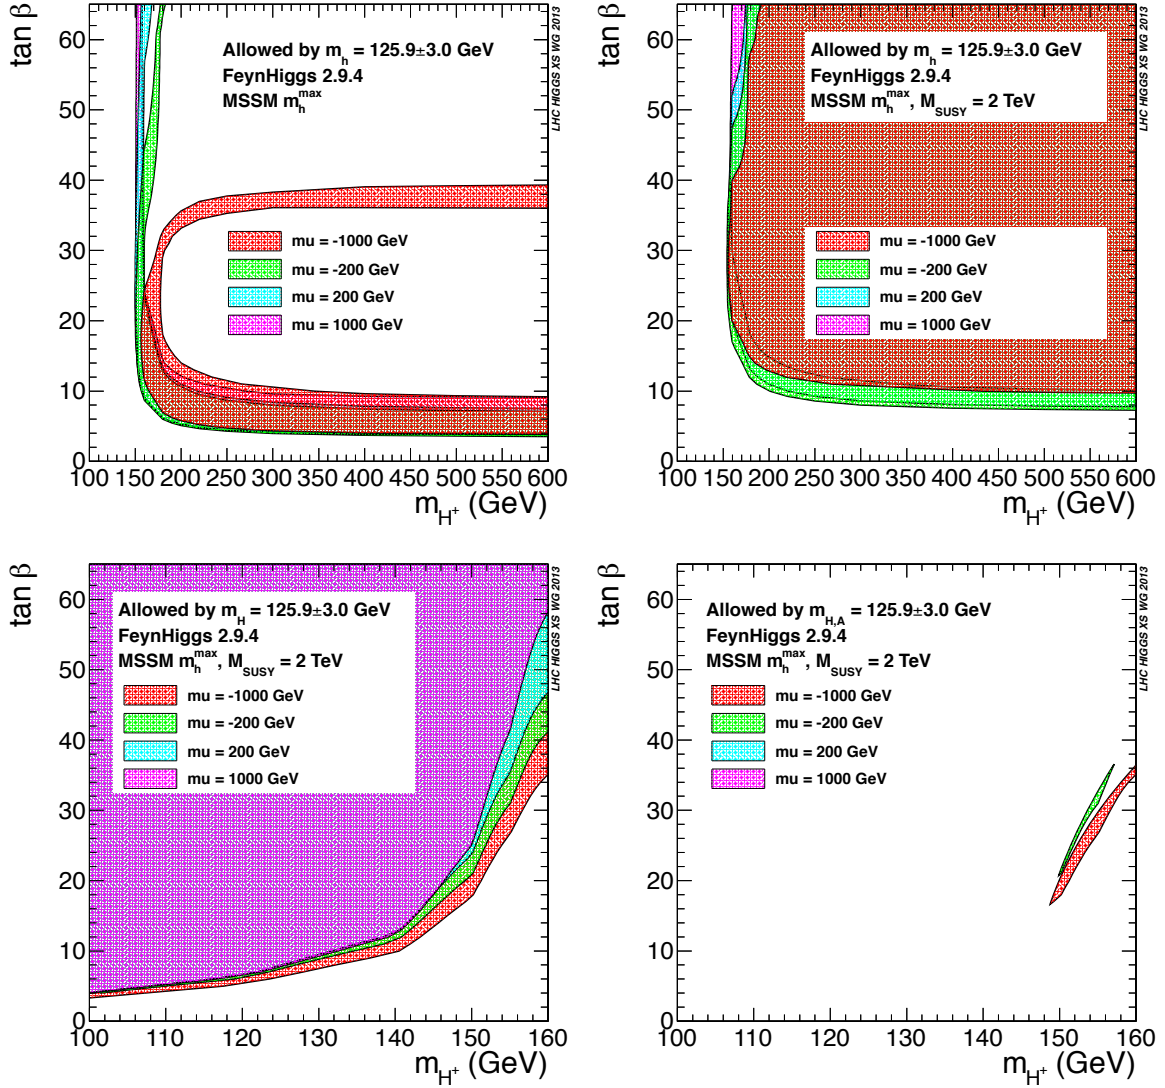 tan β
60
50
40
30
20
10
0
Allowed by m_h = 125.9±3.0 GeV
FeynHiggs 2.9.4
MSSM m_h^max
mu = -1000 GeV
mu = -200 GeV
mu = 200 GeV
mu = 1000 GeV
LHC HIGGS XS WG 2013
100 150 200 250 300 350 400 450 500 550 600
m_H+ (GeV)
tan β
60
50
40
30
20
10
0
Allowed by m_h = 125.9±3.0 GeV
FeynHiggs 2.9.4
MSSM m_h^max, M_SUSY = 2 TeV
mu = -1000 GeV
mu = -200 GeV
mu = 200 GeV
mu = 1000 GeV
LHC HIGGS XS WG 2013
100 150 200 250 300 350 400 450 500 550 600
m_H+ (GeV)
tan β
60
50
40
30
20
10
0
Allowed by m_H = 125.9±3.0 GeV
FeynHiggs 2.9.4
MSSM m_h^max, M_SUSY = 2 TeV
mu = -1000 GeV
mu = -200 GeV
mu = 200 GeV
mu = 1000 GeV
LHC HIGGS XS WG 2013
100 110 120 130 140 150 160
m_H+ (GeV)
tan β
60
50
40
30
20
10
0
Allowed by m_H,A = 125.9±3.0 GeV
FeynHiggs 2.9.4
MSSM m_h^max, M_SUSY = 2 TeV
mu = -1000 GeV
mu = -200 GeV
mu = 200 GeV
mu = 1000 GeV
LHC HIGGS XS WG 2013
100 110 120 130 140 150 160
m_H+ (GeV)